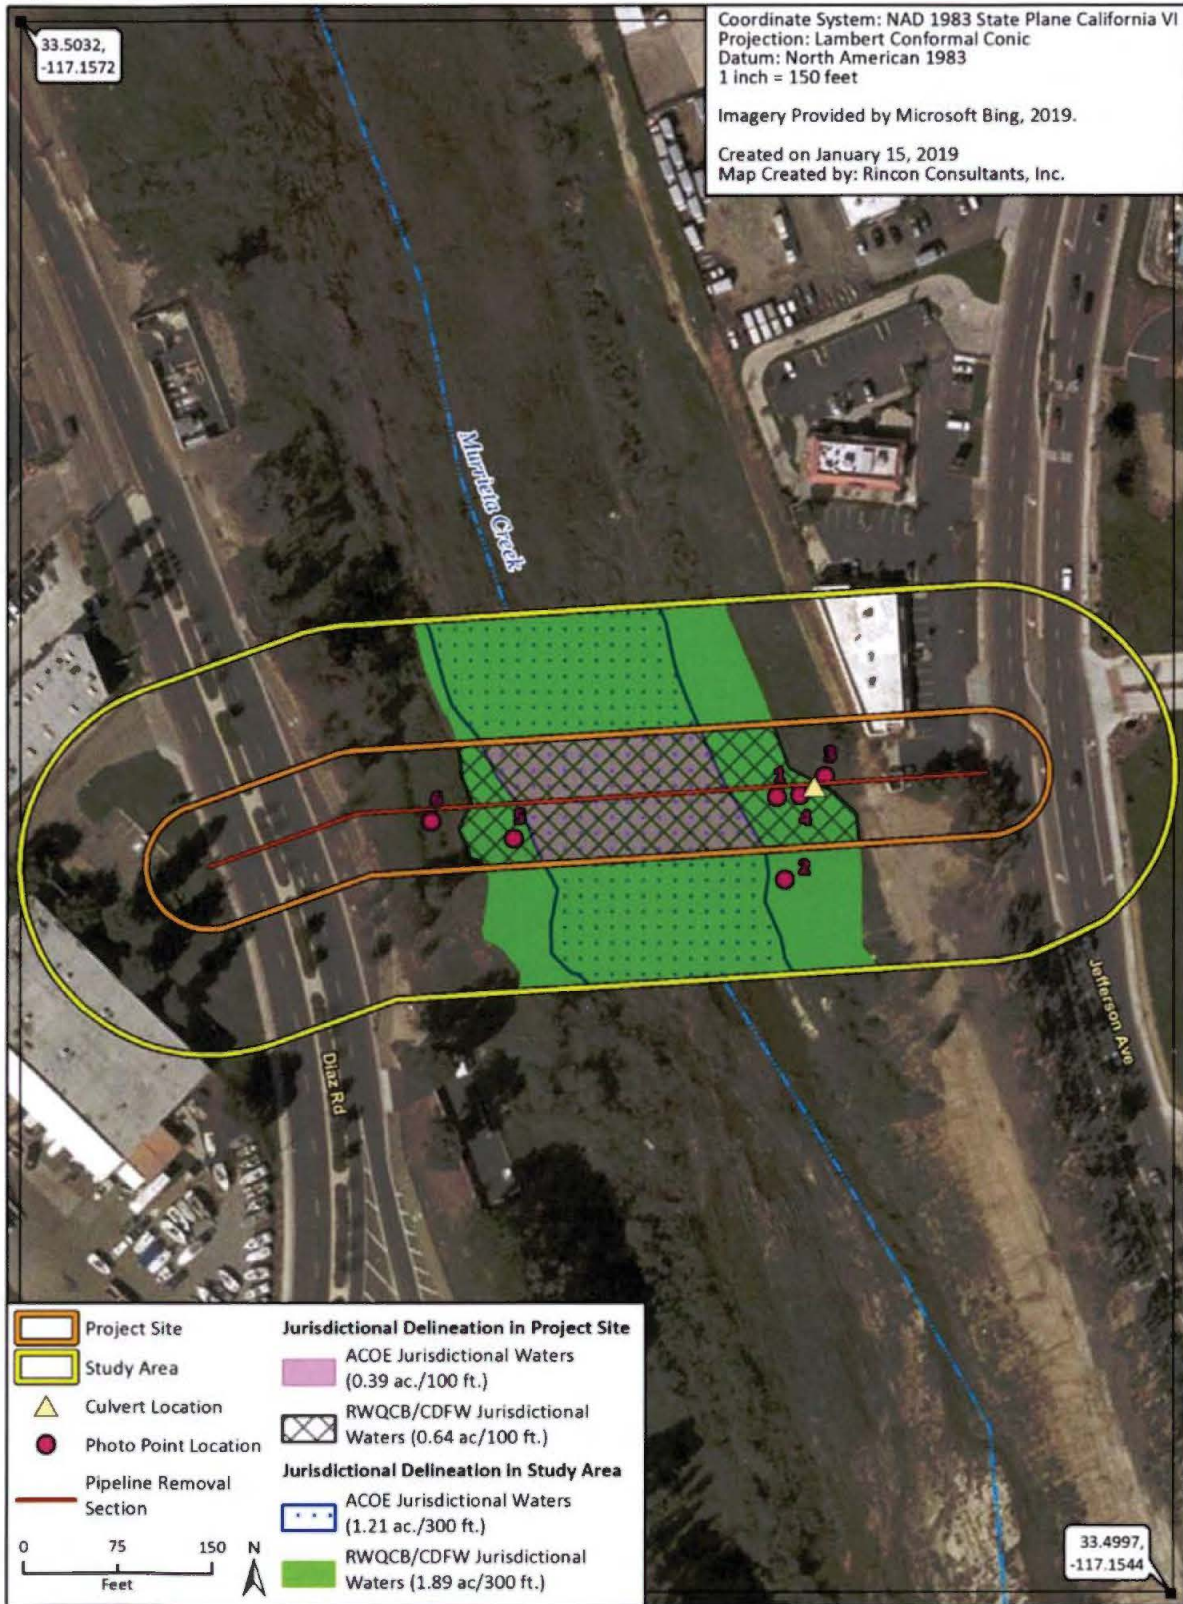 33.5032,
-117.1572
Coordinate System: NAD 1983 State Plane California VI
Projection: Lambert Conformal Conic
Datum: North American 1983
1 inch = 150 feet
Imagery Provided by Microsoft Bing, 2019.
Created on January 15, 2019
Map Created by: Rincon Consultants, Inc.
Murrieta Creek
3
1
4
6
5
2
Jefferson Ave
Diaz Rd
Project Site
Study Area
Culvert Location
Photo Point Location
Pipeline Removal
Section
0 75 150
Feet
N
Jurisdictional Delineation in Project Site
ACOE Jurisdictional Waters
(0.39 ac./100 ft.)
RWQCB/CDFW Jurisdictional
Waters (0.64 ac/100 ft.)
Jurisdictional Delineation in Study Area
ACOE Jurisdictional Waters
(1.21 ac./300 ft.)
RWQCB/CDFW Jurisdictional
Waters (1.89 ac/300 ft.)
33.4997,
-117.1544